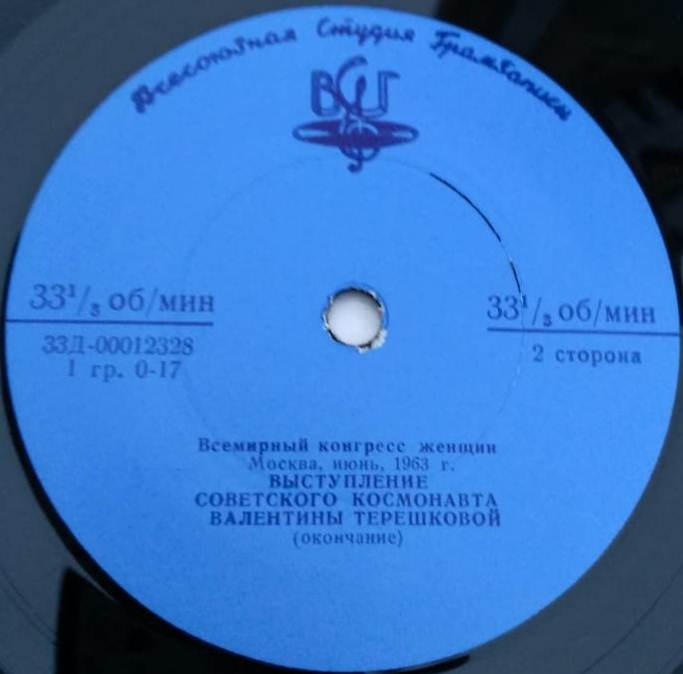 Всесоюзная Студия Грамзаписи
ВСГ
33¹/₃ об/мин
33Д-00012328
1 гр. 0-17
33¹/₃ об/мин
2 сторона
Всемирный конгресс женщин
Москва, июнь, 1963 г.
ВЫСТУПЛЕНИЕ
СОВЕТСКОГО КОСМОНАВТА
ВАЛЕНТИНЫ ТЕРЕШКОВОЙ
(окончание)